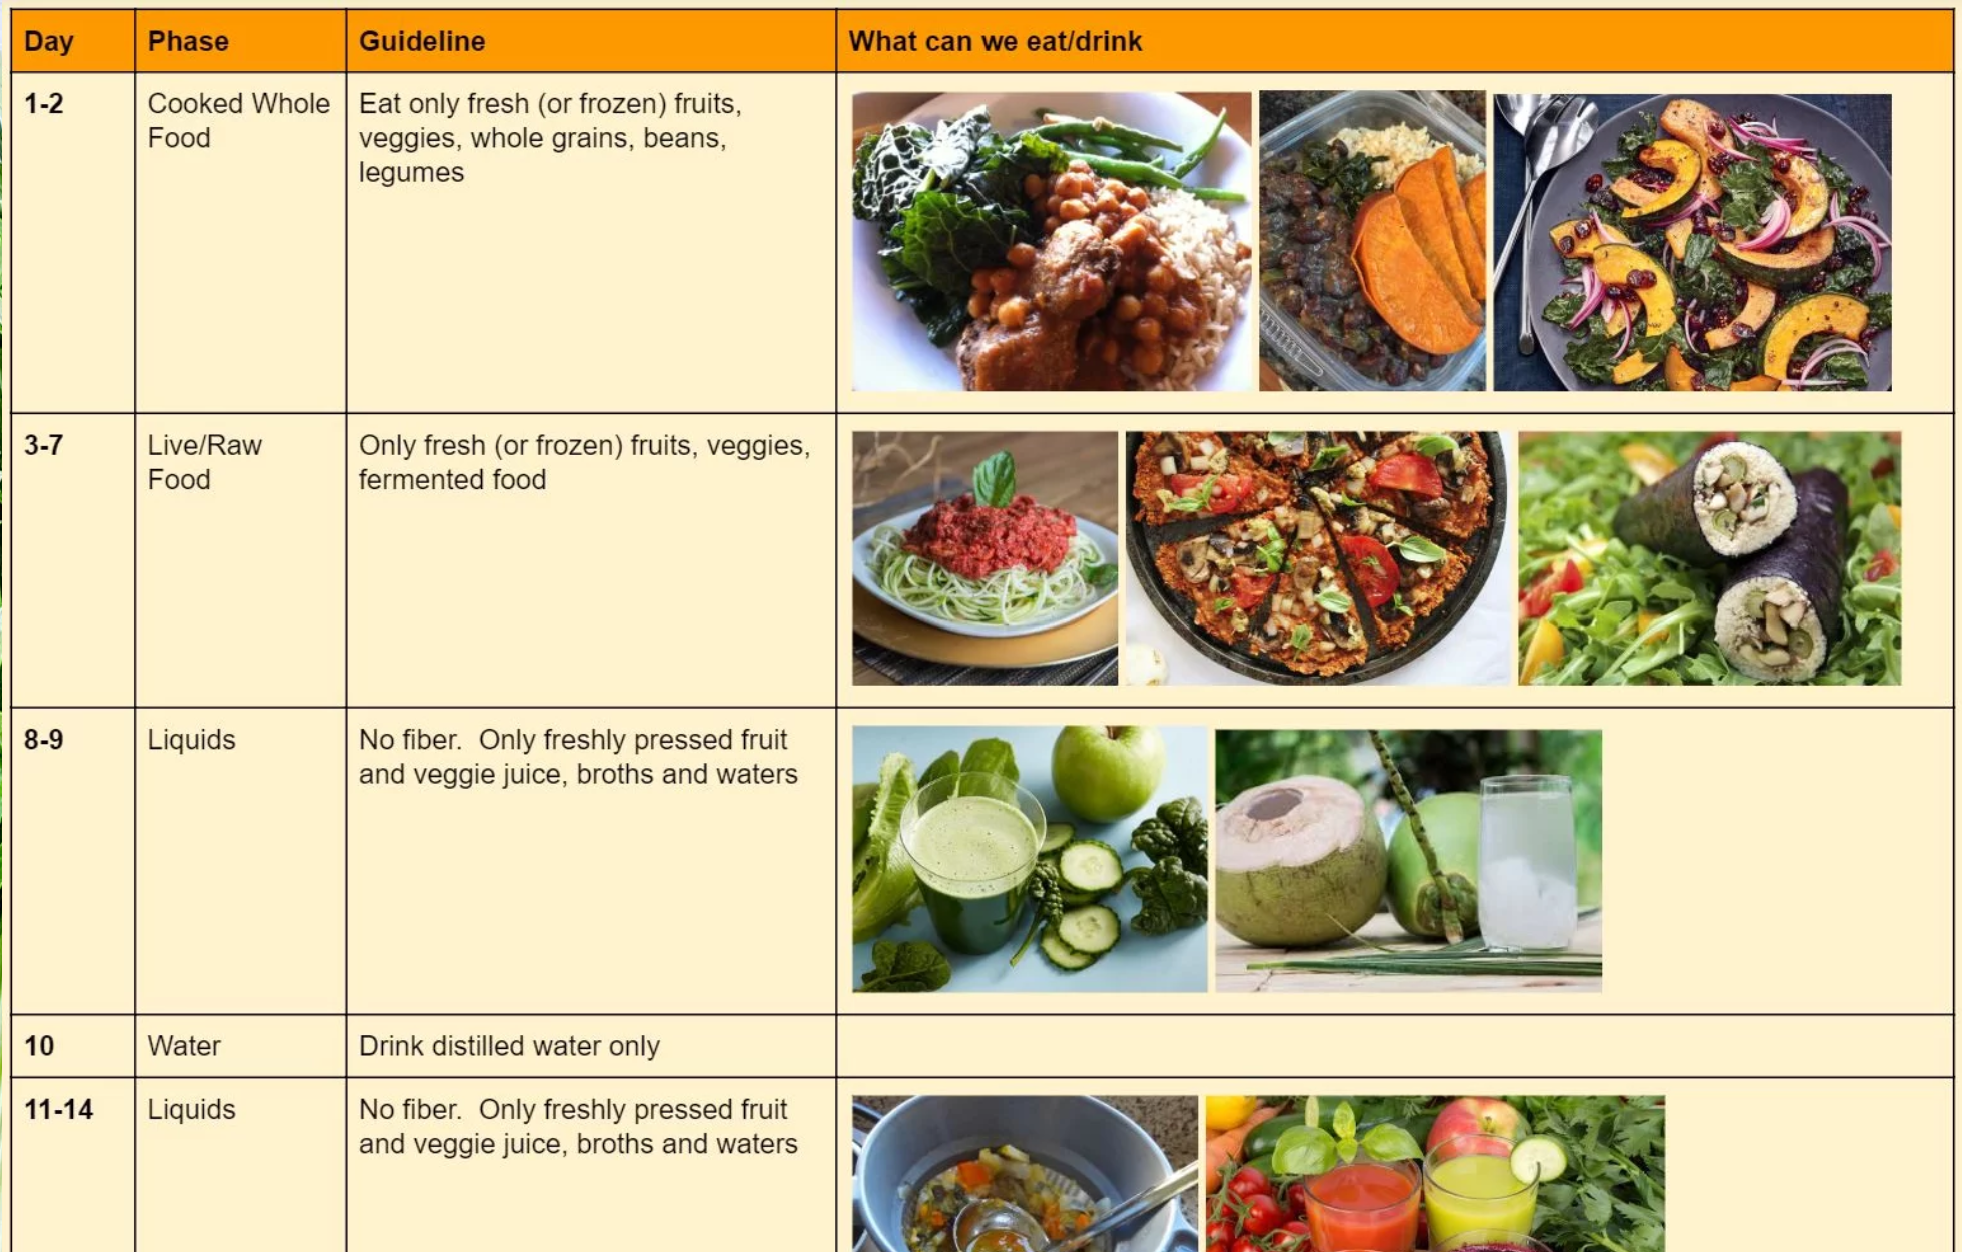 Day Phase Guideline What can we eat/drink
1-2 Cooked Whole Eat only fresh (or frozen) fruits,
Food veggies, whole grains, beans,
legumes
3-7 Live/Raw Only fresh (or frozen) fruits, veggies,
Food fermented food
8-9 Liquids No fiber.  Only freshly pressed fruit
and veggie juice, broths and waters
10 Water Drink distilled water only
11-14 Liquids No fiber.  Only freshly pressed fruit
and veggie juice, broths and waters